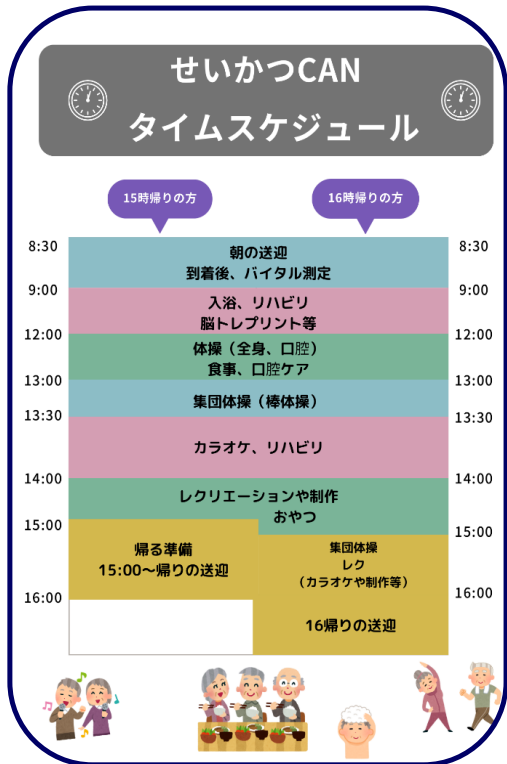 せいかつCAN
タイムスケジュール
15時帰りの方
16時帰りの方
8:30
朝の送迎
到着後、バイタル測定
8:30
9:00
入浴、リハビリ
脳トレプリント等
9:00
12:00
体操（全身、口腔）
食事、口腔ケア
12:00
13:00
集団体操（棒体操）
13:00
13:30
カラオケ、リハビリ
13:30
14:00
レクリエーションや制作
おやつ
14:00
15:00
帰る準備
15:00〜帰りの送迎
15:00
集団体操
レク
（カラオケや制作等）
16:00
16:00
16帰りの送迎